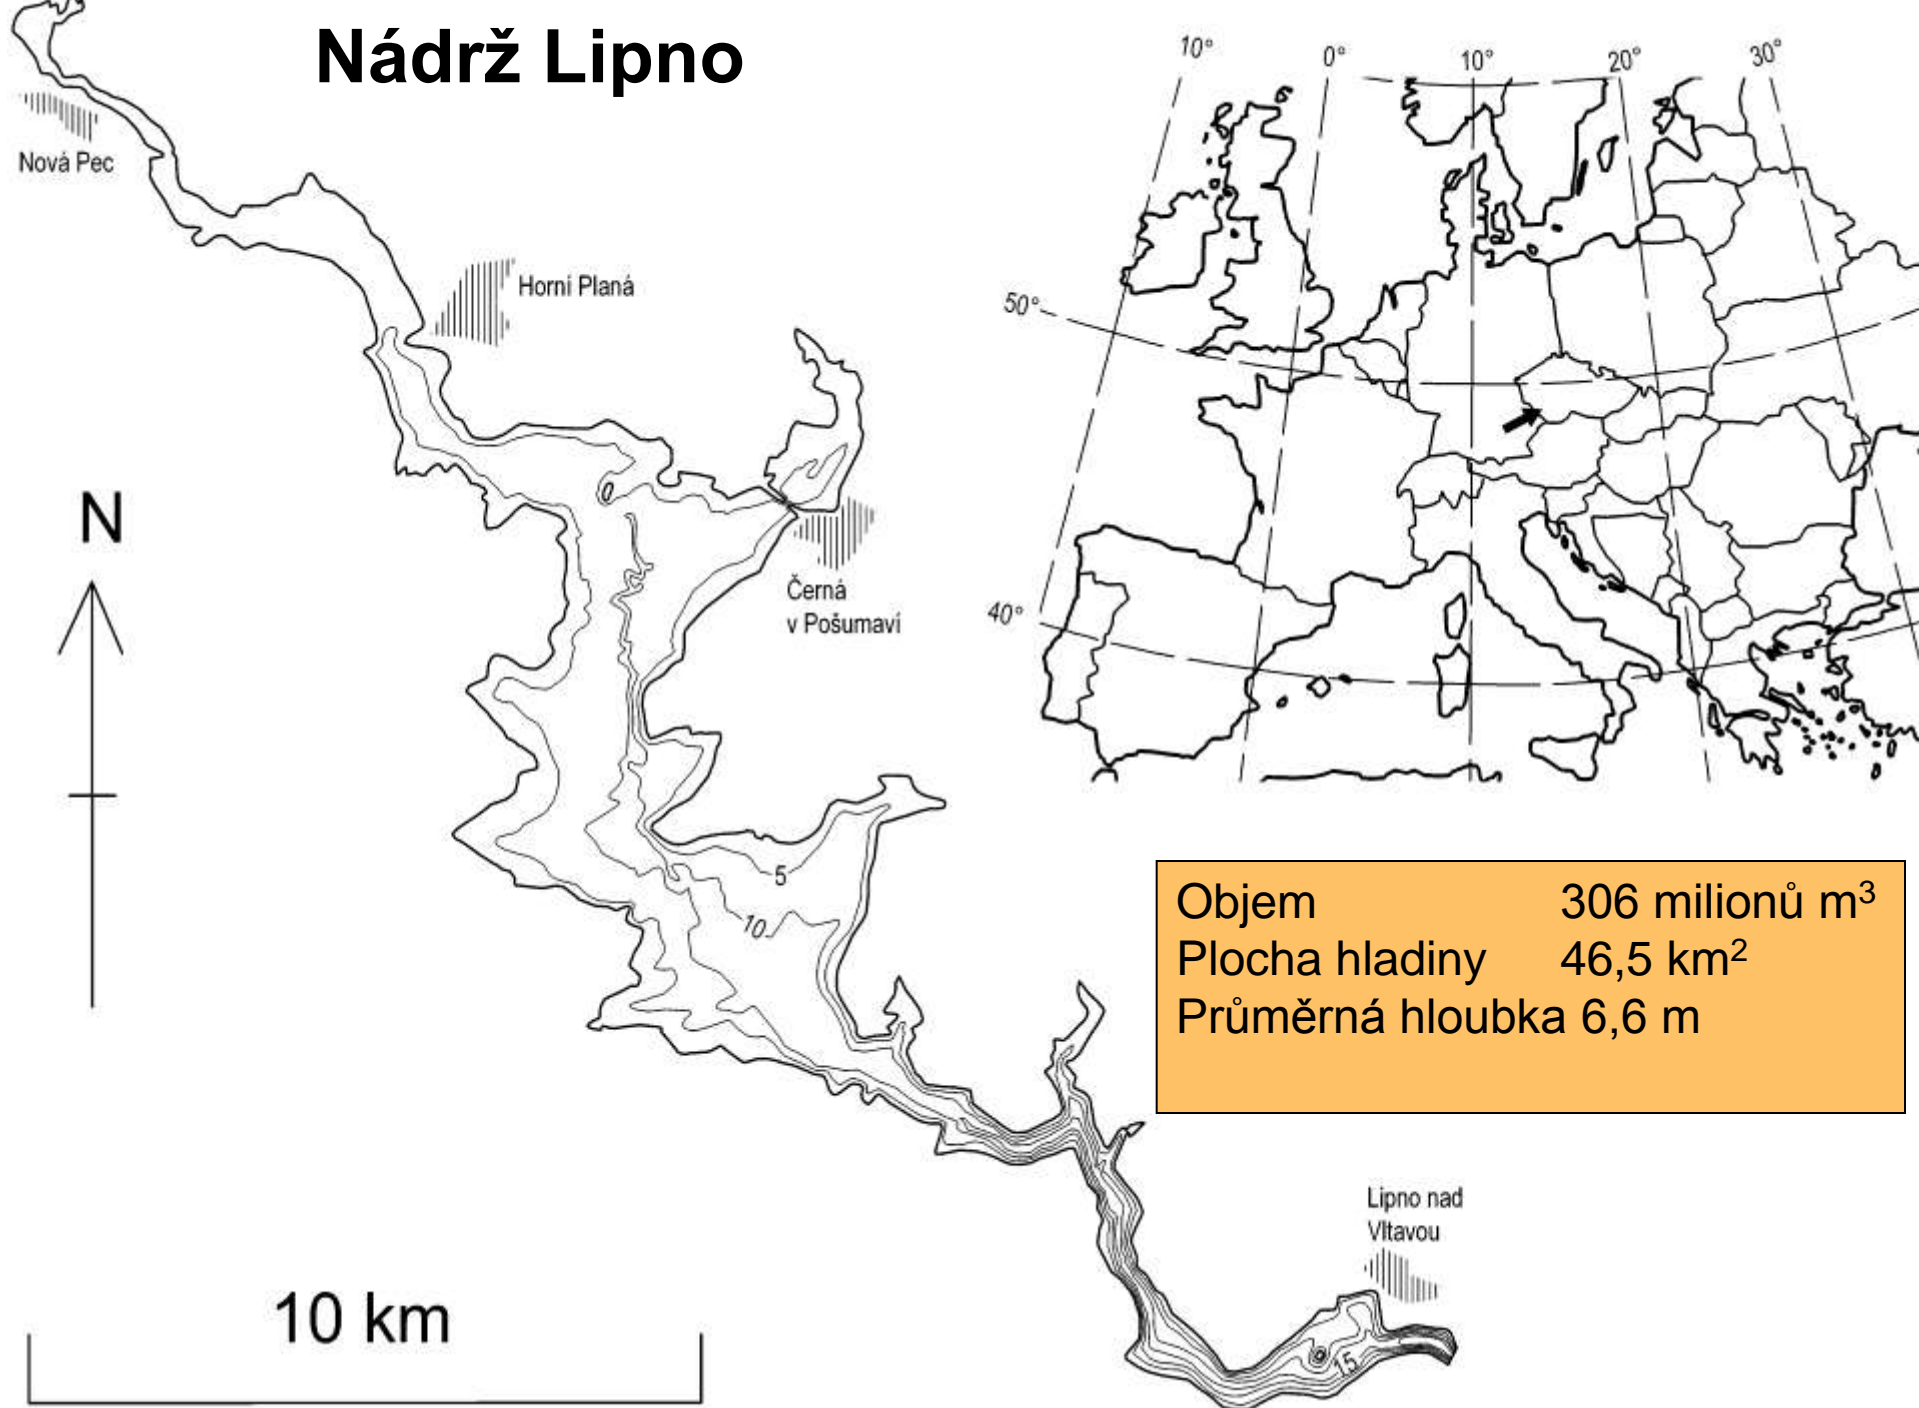 Nádrž Lipno
10°
0°
10°
20°
30°
50°
40°
Nová Pec
Horní Planá
Černá
v Pošumaví
N
5
10
Objem 306 milionů m³
Plocha hladiny 46,5 km²
Průměrná hloubka 6,6 m
Lipno nad
Vltavou
15
10 km